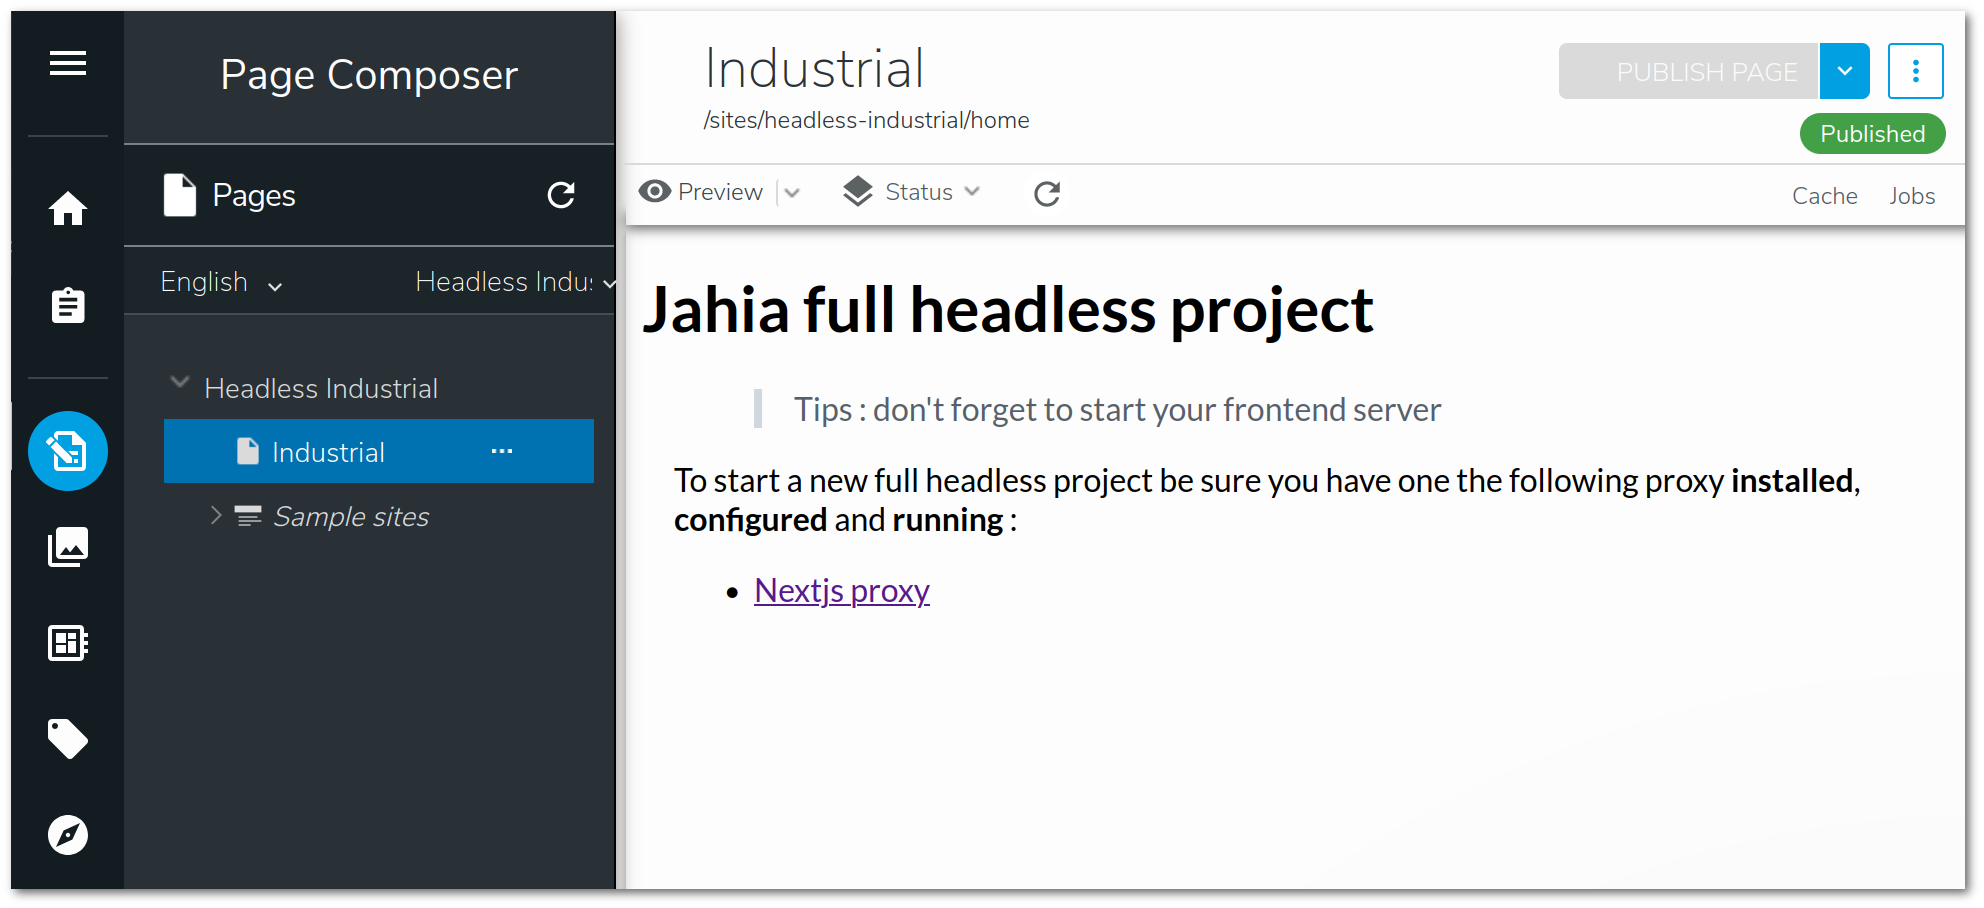 Page Composer
Pages
English
Headless Indus
Headless Industrial
Industrial
Sample sites
Industrial
/sites/headless-industrial/home
PUBLISH PAGE
Published
Preview
Status
Cache
Jobs
Jahia full headless project
Tips : don't forget to start your frontend server
To start a new full headless project be sure you have one the following proxy installed,
configured and running :
• Nextjs proxy